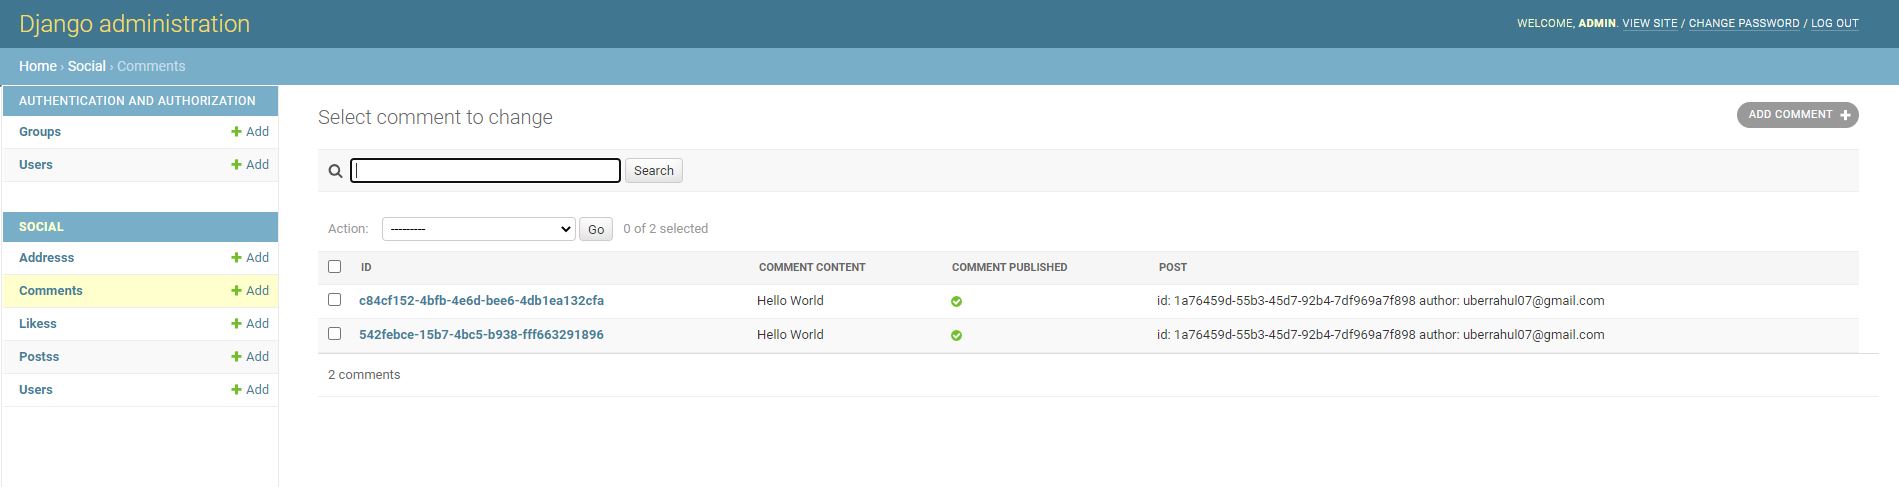 Django administration
WELCOME, ADMIN. VIEW SITE / CHANGE PASSWORD / LOG OUT
Home › Social › Comments
AUTHENTICATION AND AUTHORIZATION
Groups + Add
Users + Add
SOCIAL
Addresss + Add
Comments + Add
Likess + Add
Postss + Add
Users + Add
Select comment to change
ADD COMMENT +
Search
Action: --------- Go 0 of 2 selected
ID COMMENT CONTENT COMMENT PUBLISHED POST
c84cf152-4bfb-4e6d-bee6-4db1ea132cfa Hello World id: 1a76459d-55b3-45d7-92b4-7df969a7f898 author: uberrahul07@gmail.com
542febce-15b7-4bc5-b938-fff663291896 Hello World id: 1a76459d-55b3-45d7-92b4-7df969a7f898 author: uberrahul07@gmail.com
2 comments